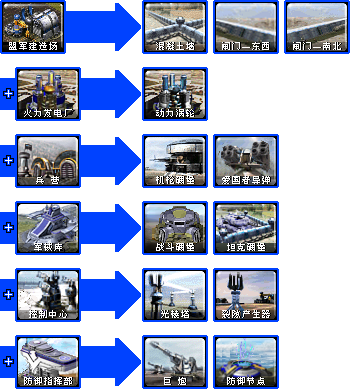 盟军建造场
混凝土墙
闸门—东西
闸门—南北
火力发电厂
动力涡轮
兵 营
机枪碉堡
爱国者导弹
军械库
战斗碉堡
坦克碉堡
控制中心
光棱塔
裂隙产生器
防御指挥部
巨 炮
防御节点